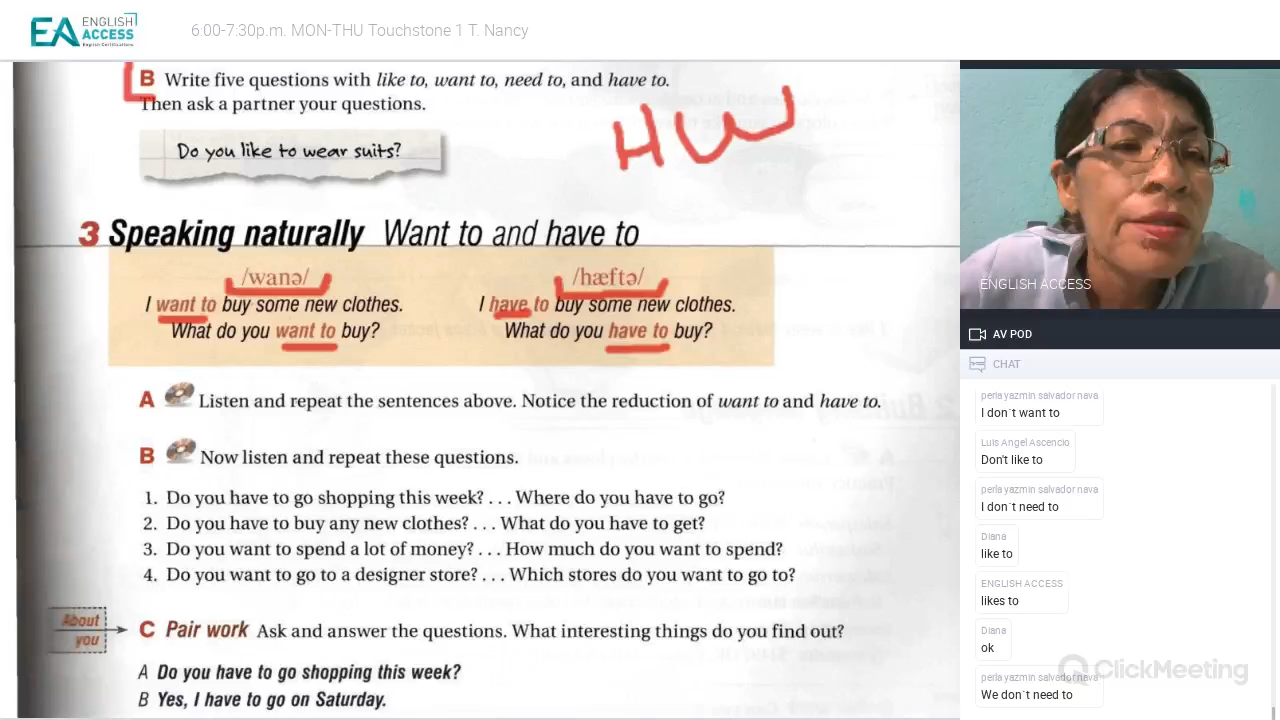 EA ENGLISH ACCESS
English Certifications
6:00-7:30p.m. MON-THU Touchstone 1 T. Nancy
B Write five questions with like to, want to, need to, and have to.
Then ask a partner your questions.
HW
Do you like to wear suits?
3 Speaking naturally Want to and have to
/wanə/ /hæftə/
I want to buy some new clothes. I have to buy some new clothes.
What do you want to buy? What do you have to buy?
A Listen and repeat the sentences above. Notice the reduction of want to and have to.
B Now listen and repeat these questions.
1. Do you have to go shopping this week? . . . Where do you have to go?
2. Do you have to buy any new clothes? . . . What do you have to get?
3. Do you want to spend a lot of money? . . . How much do you want to spend?
4. Do you want to go to a designer store? . . . Which stores do you want to go to?
About you
C Pair work Ask and answer the questions. What interesting things do you find out?
A Do you have to go shopping this week?
B Yes, I have to go on Saturday.
ENGLISH ACCESS
AV POD
CHAT
perla yazmin salvador nava
I don´t want to
Luis Angel Ascencio
Don't like to
perla yazmin salvador nava
I don´t need to
Diana
like to
ENGLISH ACCESS
likes to
Diana
ok
perla yazmin salvador nava
We don´t need to
ClickMeeting